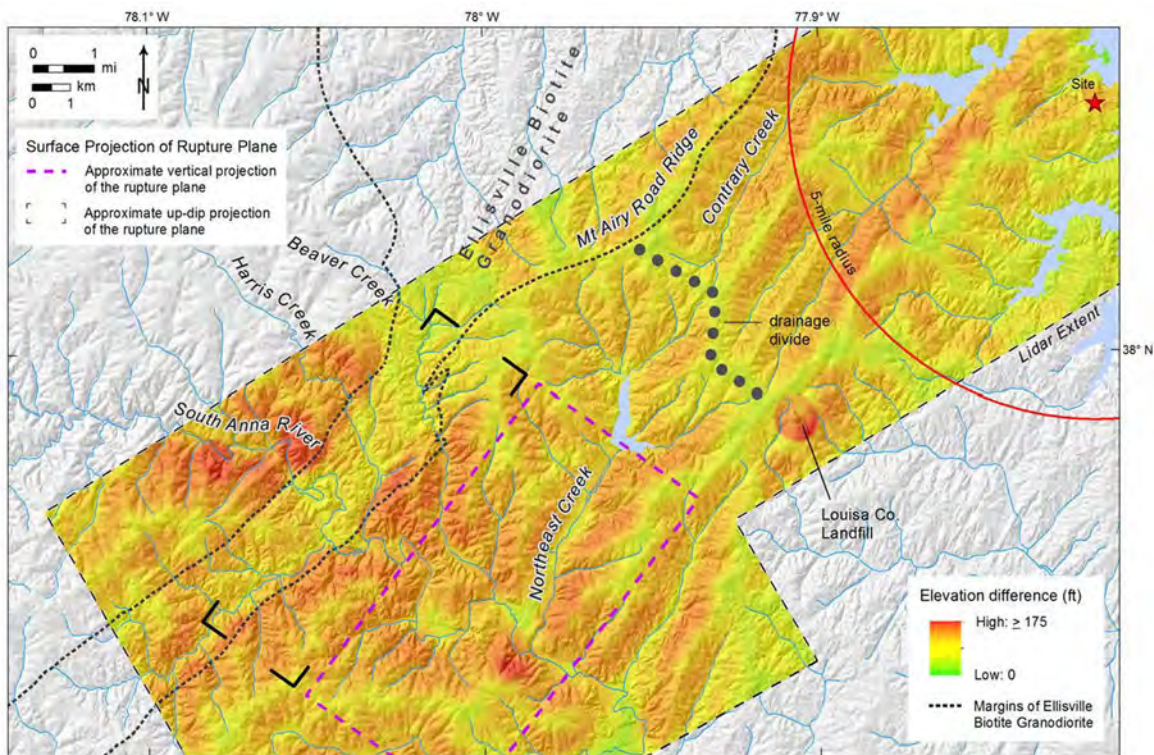 78.1° W
78° W
77.9° W
0 1
mi
km
0 1
N
Site
Surface Projection of Rupture Plane
Approximate vertical projection
of the rupture plane
Approximate up-dip projection
of the rupture plane
Ellisville Biotite
Granodiorite
Mt Airy Road Ridge
Contrary Creek
5-mile radius
Beaver Creek
Harris Creek
South Anna River
drainage
divide
38° N
Lidar Extent
Louisa Co.
Landfill
Northeast Creek
Elevation difference (ft)
High: ≥ 175
Low: 0
Margins of Ellisville
Biotite Granodiorite